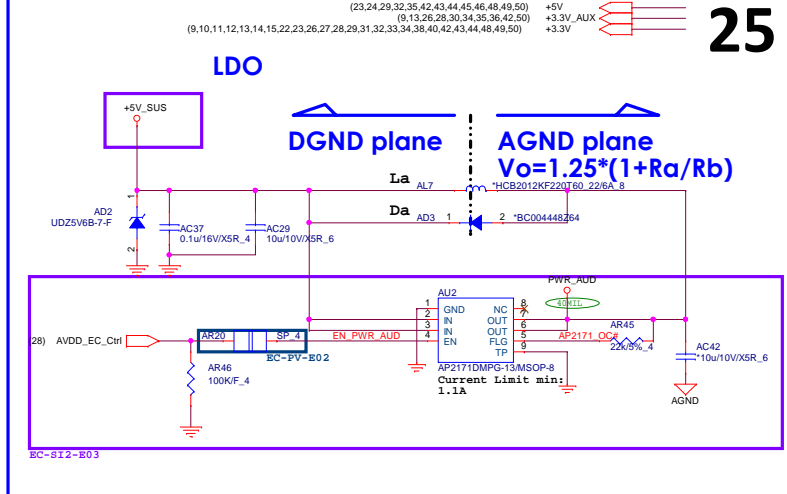 (23,24,29,32,35,42,43,44,45,46,48,49,50) +5V
(9,13,26,28,30,34,35,36,42,50) +3.3V_AUX
(9,10,11,12,13,14,15,22,23,26,27,28,29,31,32,33,34,38,40,42,43,44,48,49,50) +3.3V
25
LDO
+5V_SUS
DGND plane
AGND plane
Vo=1.25*(1+Ra/Rb)
La
AL7
*HCB2012KF220T60_22/6A_8
Da
AD3 1 2 *BC004448Z64
1
AD2
UDZ5V6B-7-F
2
AC37
0.1u/16V/X5R_4
AC29
10u/10V/X5R_6
PWR_AUD
40MIL
AU2
1 GND NC 8
2 IN OUT 7
3 IN OUT 6
4 EN FLG 5
TP 9
AP2171DMPG-13/MSOP-8
Current Limit min:
1.1A
AR45
AP2171_OC#
22k/5%_4
AC42
*10u/10V/X5R_6
AGND
28) AVDD_EC_Ctrl
AR20 SP_4
EN_PWR_AUD
EC-PV-E02
AR46
100K/F_4
EC-SI2-E03